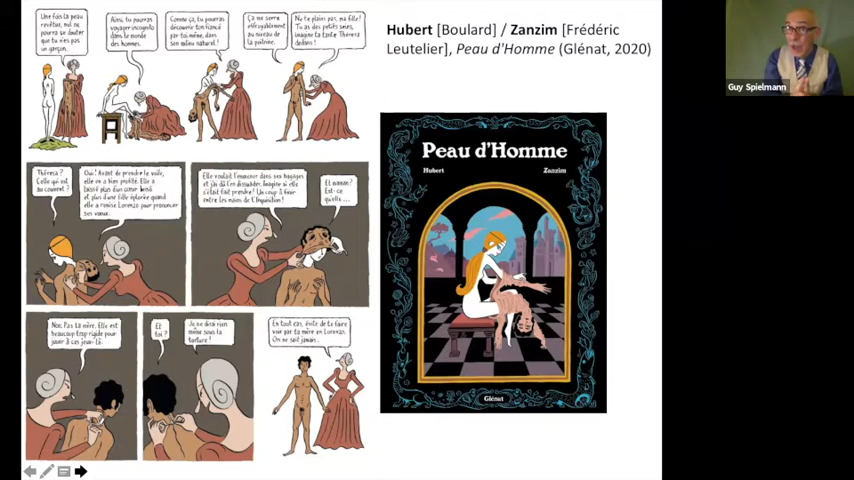 Une fois la peau
revêtue, nul ne
pourra se douter
que tu n'es pas
un garçon.
Ainsi tu pourras
voyager incognito
dans le monde
des hommes.
Comme ça, tu pourras
découvrir ton fiancé
par toi même, dans
son milieu naturel !
Ça me serre
effroyablement
au niveau de
la poitrine.
Ne te plains pas, ma fille !
Tu as des petits seins,
imagine ta tante Thérésa
dedans !
Thérésa ?
Celle qui est
au couvent ?
Oui ! Avant de prendre le voile,
elle en a bien profité. Elle a
laissé plus d'un cœur brisé
et plus d'une fille éplorée quand
elle a remisé Lorenzo pour prononcer
ses vœux.
Elle voulait l'emmener dans ses bagages
et j'ai dû l'en dissuader. Imagine si elle
s'était fait prendre ! Un coup à finir
entre les mains de l'Inquisition !
Et maman ?
Est-ce
qu'elle ...
Non. Pas ta mère. Elle est
beaucoup trop rigide pour
jouer à ces jeux-là.
Et
toi ?
Je ne dirai rien
même sous la
torture !
En tout cas, évite de te faire
voir par ta mère en Lorenzo.
On ne sait jamais...
Hubert [Boulard] / Zanzim [Frédéric
Leutelier], Peau d'Homme (Glénat, 2020)
Peau d'Homme
Hubert Zanzim
Glénat
Guy Spielmann